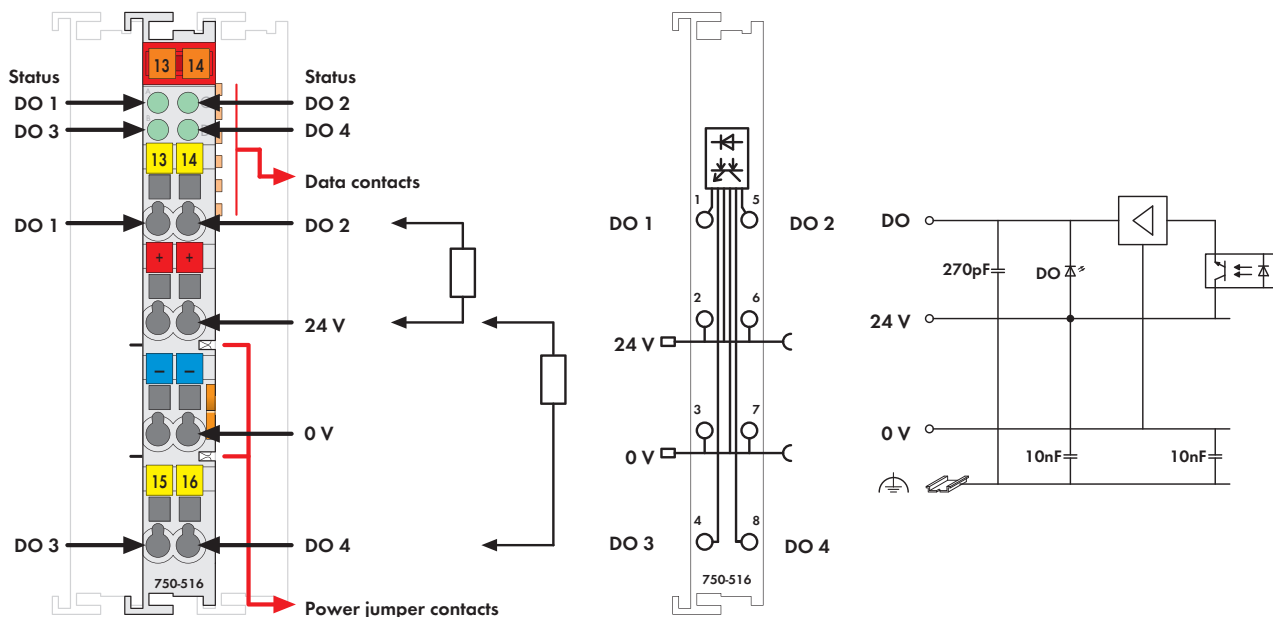 13 14
Status
Status
A
DO 1
DO 2
B
DO 3
DO 4
13 14
Data contacts
DO 1
DO 2
+ +
24 V
– –
0 V
15 16
DO 3
DO 4
750-516
Power jumper contacts
1 5
DO 1
DO 2
2 6
24 V
3 7
0 V
4 8
DO 3
DO 4
750-516
DO
270pF
DO
24 V
0 V
10nF
10nF